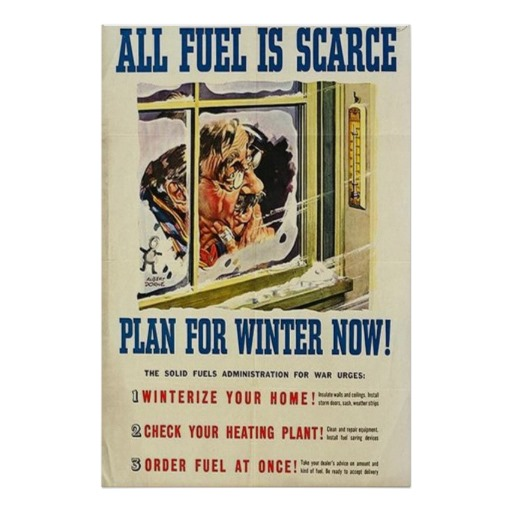 ALL FUEL IS SCARCE
ALBERT
DORNE
PLAN FOR WINTER NOW!
THE SOLID FUELS ADMINISTRATION FOR WAR URGES:
1 WINTERIZE YOUR HOME! Insulate walls and ceilings. Install
storm doors, sash, weather strips
2 CHECK YOUR HEATING PLANT! Clean and repair equipment.
Install fuel saving devices
3 ORDER FUEL AT ONCE! Take your dealer's advice on amount and
kind of fuel. Be ready to accept delivery